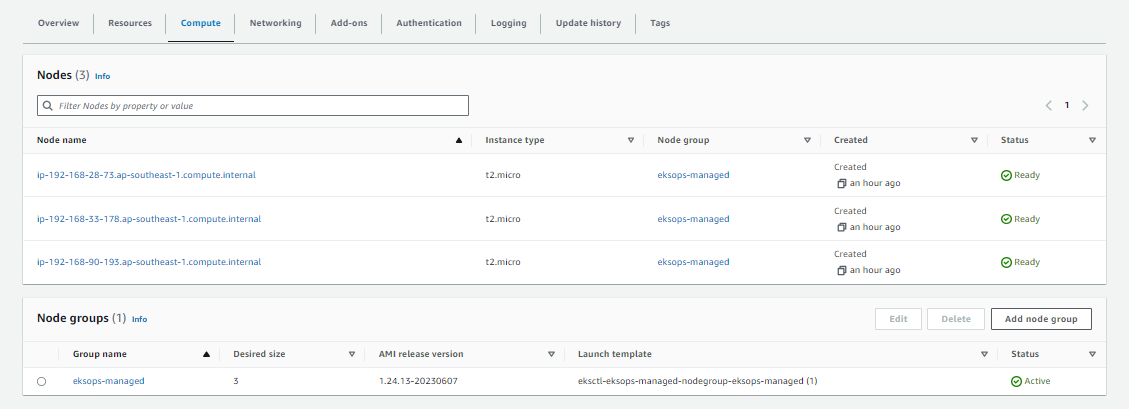 Overview Resources Compute Networking Add-ons Authentication Logging Update history Tags
Nodes (3) Info
Filter Nodes by property or value
1
Node name Instance type Node group Created Status
ip-192-168-28-73.ap-southeast-1.compute.internal t2.micro eksops-managed Created an hour ago Ready
ip-192-168-33-178.ap-southeast-1.compute.internal t2.micro eksops-managed Created an hour ago Ready
ip-192-168-90-193.ap-southeast-1.compute.internal t2.micro eksops-managed Created an hour ago Ready
Node groups (1) Info Edit Delete Add node group
Group name Desired size AMI release version Launch template Status
eksops-managed 3 1.24.13-20230607 eksctl-eksops-managed-nodegroup-eksops-managed (1) Active